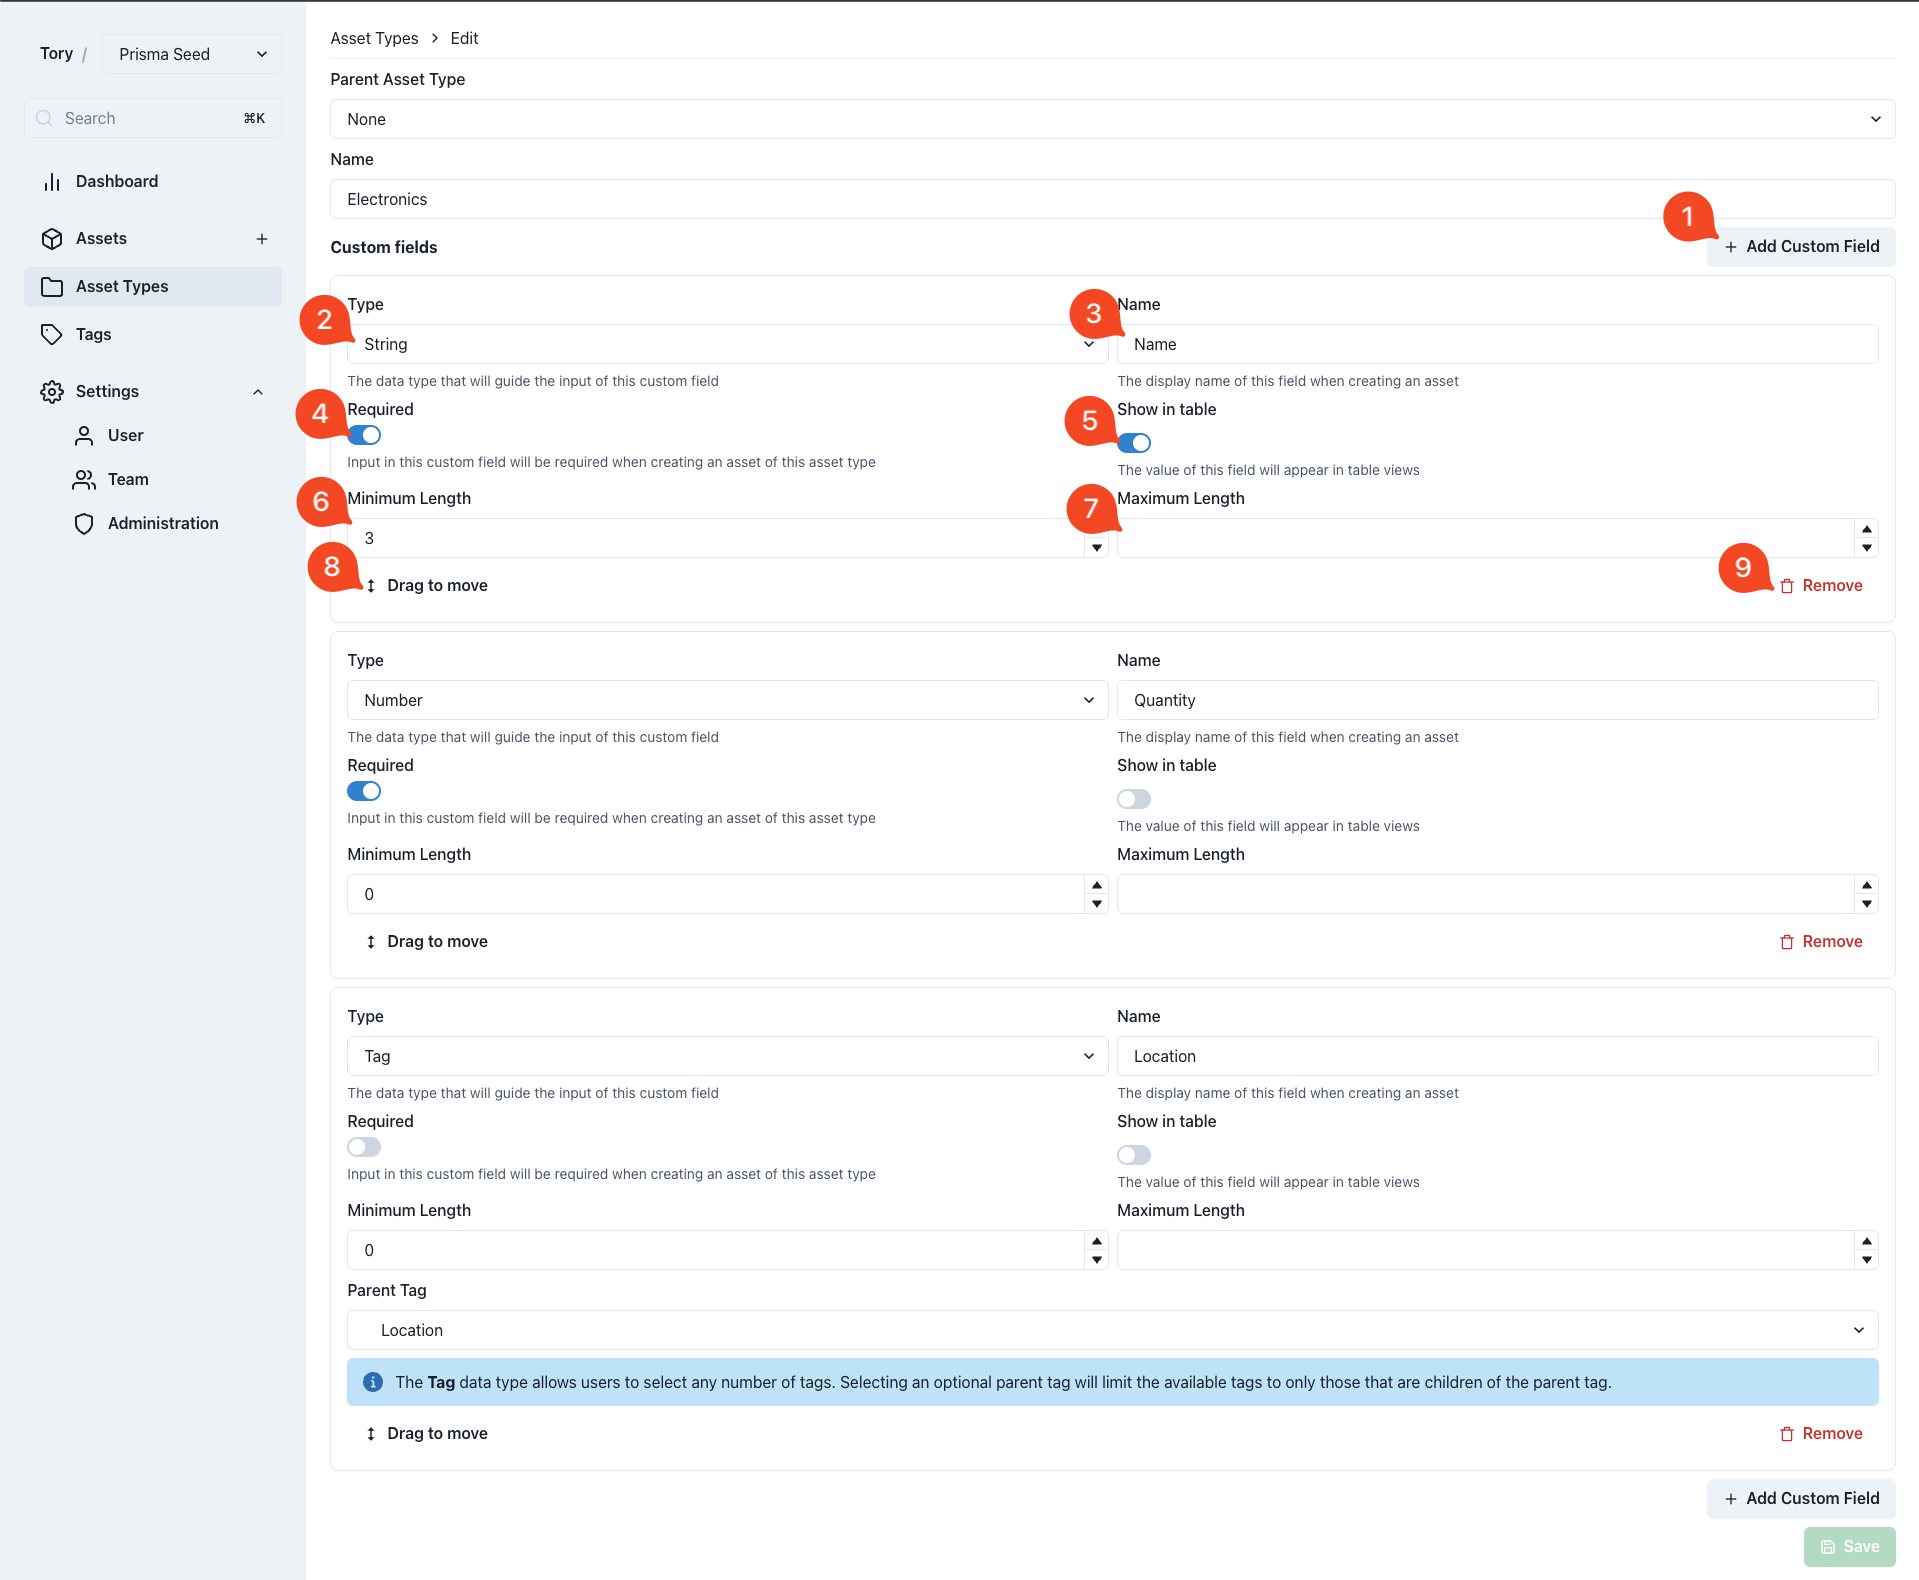 Tory / Prisma Seed
Search ⌘K
Dashboard
Assets +
Asset Types
Tags
Settings
User
Team
Administration
Asset Types > Edit
Parent Asset Type
None
Name
Electronics
Custom fields
1
+ Add Custom Field
2
Type
3
Name
String
Name
The data type that will guide the input of this custom field
The display name of this field when creating an asset
4
Required
5
Show in table
Input in this custom field will be required when creating an asset of this asset type
The value of this field will appear in table views
6
Minimum Length
7
Maximum Length
3
8
Drag to move
9
Remove
Type
Name
Number
Quantity
The data type that will guide the input of this custom field
The display name of this field when creating an asset
Required
Show in table
Input in this custom field will be required when creating an asset of this asset type
The value of this field will appear in table views
Minimum Length
Maximum Length
0
Drag to move
Remove
Type
Name
Tag
Location
The data type that will guide the input of this custom field
The display name of this field when creating an asset
Required
Show in table
Input in this custom field will be required when creating an asset of this asset type
The value of this field will appear in table views
Minimum Length
Maximum Length
0
Parent Tag
Location
The Tag data type allows users to select any number of tags. Selecting an optional parent tag will limit the available tags to only those that are children of the parent tag.
Drag to move
Remove
+ Add Custom Field
Save